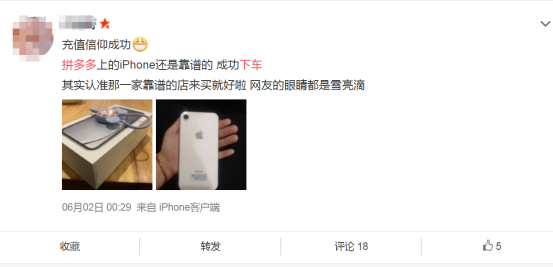 充值信仰成功
拼多多上的iPhone还是靠谱的 成功下车
其实认准那一家靠谱的店来买就好啦 网友的眼睛都是雪亮滴
06月02日 00:29 来自 iPhone客户端
收藏
转发
评论 18
5